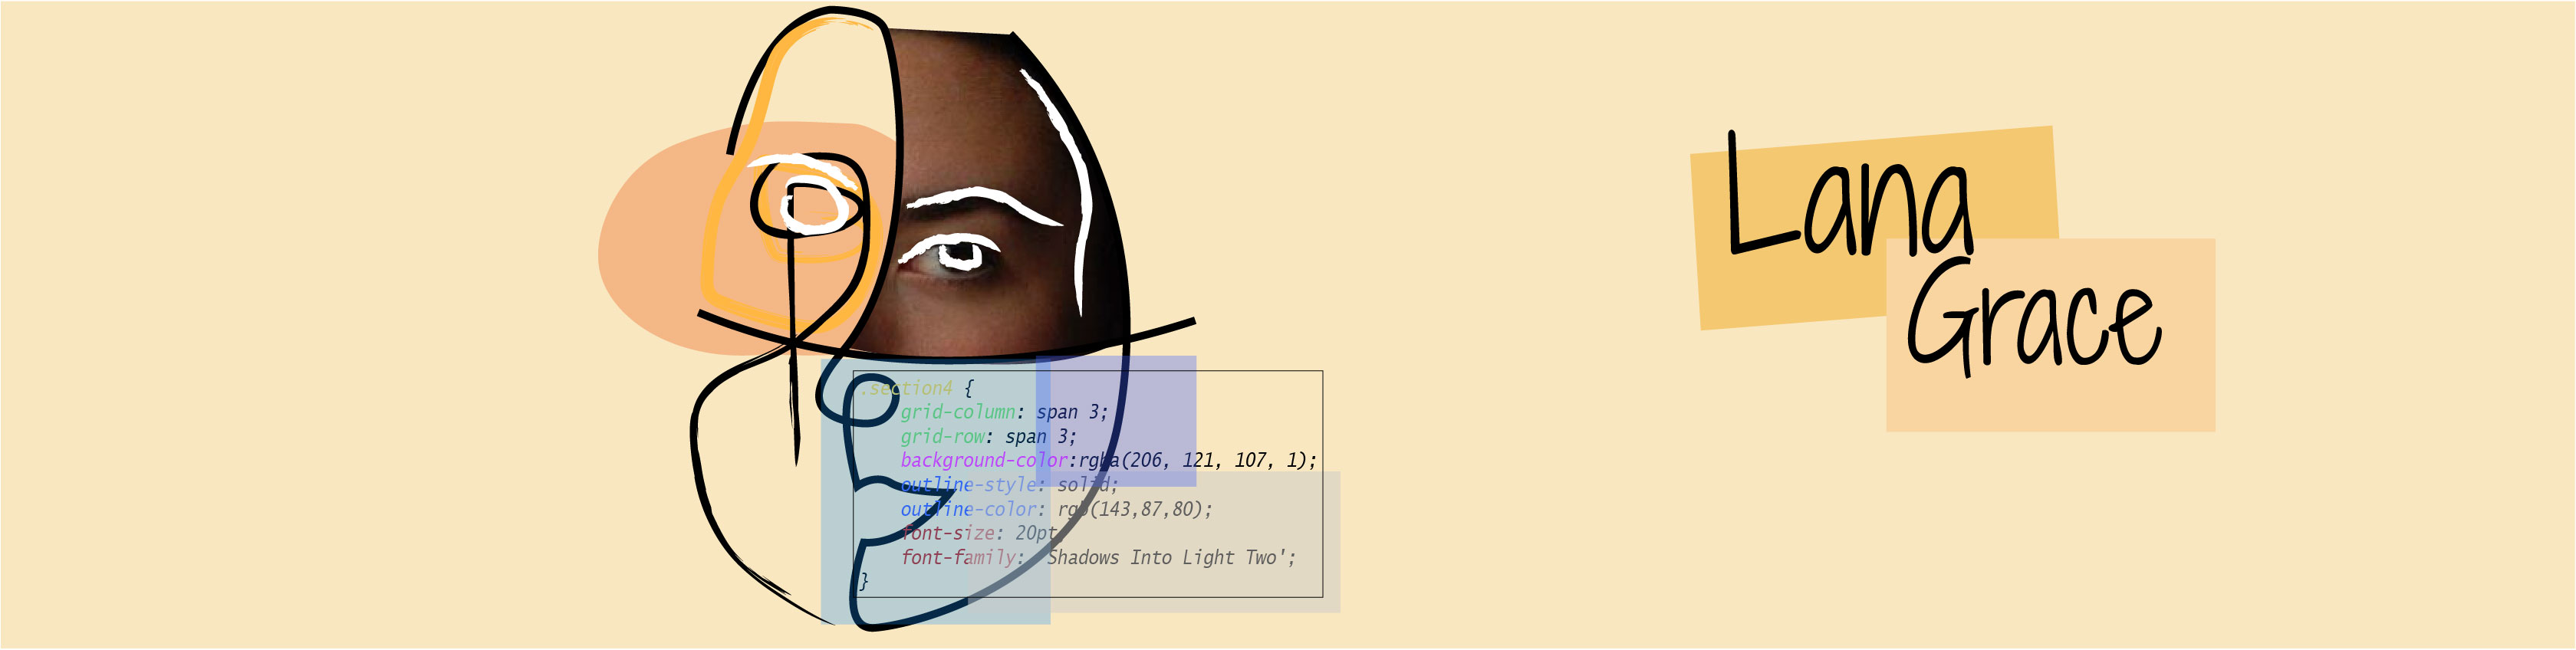 Lana
Grace
.section4 {
grid-column: span 3;
grid-row: span 3;
background-color:rgba(206, 121, 107, 1);
outline-style: solid;
outline-color: rgb(143,87,80);
font-size: 20pt;
font-family: 'Shadows Into Light Two';
}